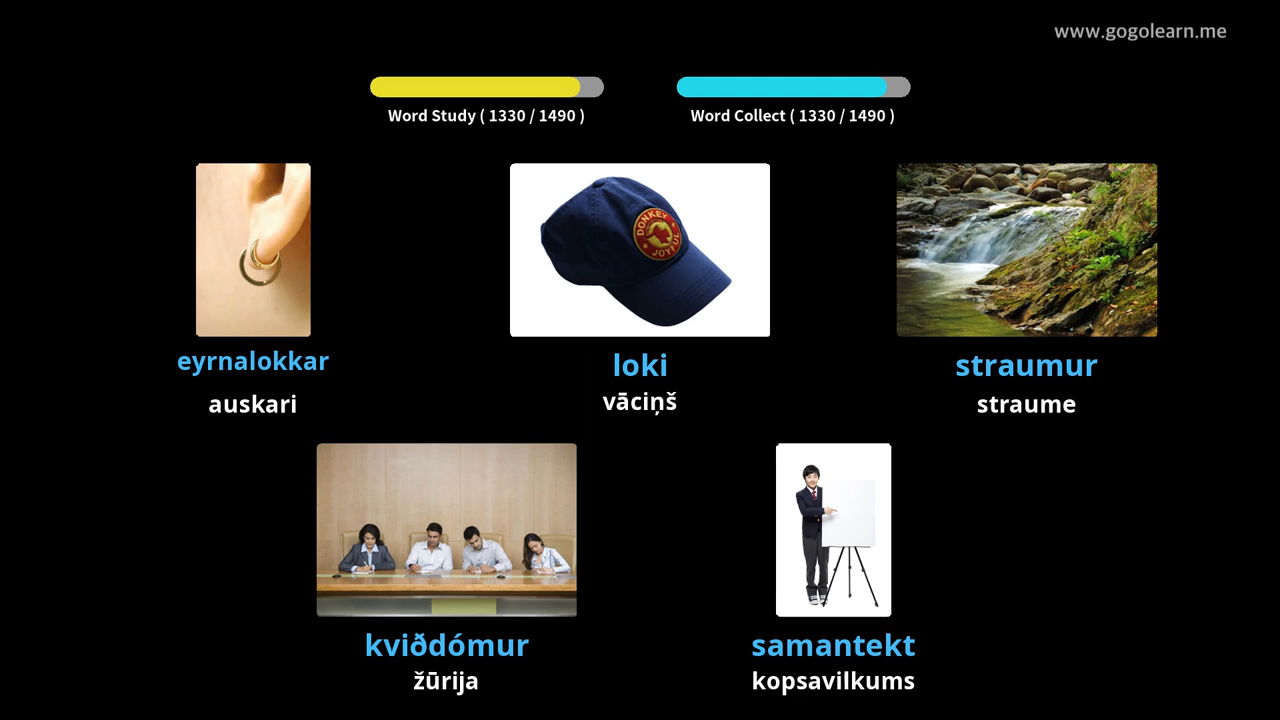 www.gogolearn.me
Word Study ( 1330 / 1490 )
Word Collect ( 1330 / 1490 )
DONKEY
JOYFUL
eyrnalokkar
loki
straumur
auskari
vāciņš
straume
kviðdómur
samantekt
žūrija
kopsavilkums